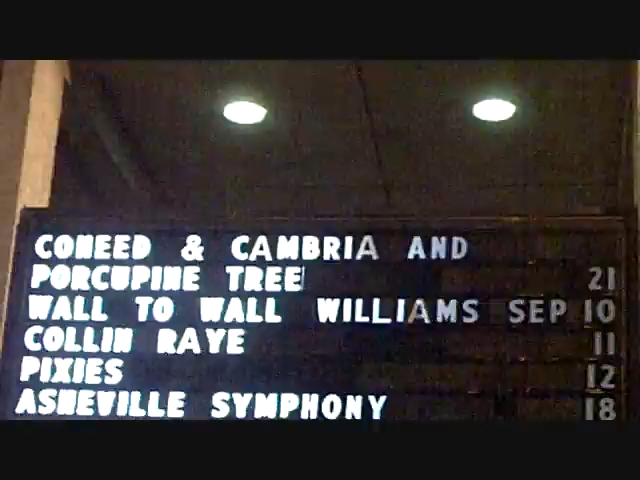 COHEED & CAMBRIA AND
PORCUPINE TREE 21
WALL TO WALL WILLIAMS SEP 10
COLLIN RAYE 11
PIXIES 12
ASHEVILLE SYMPHONY 18